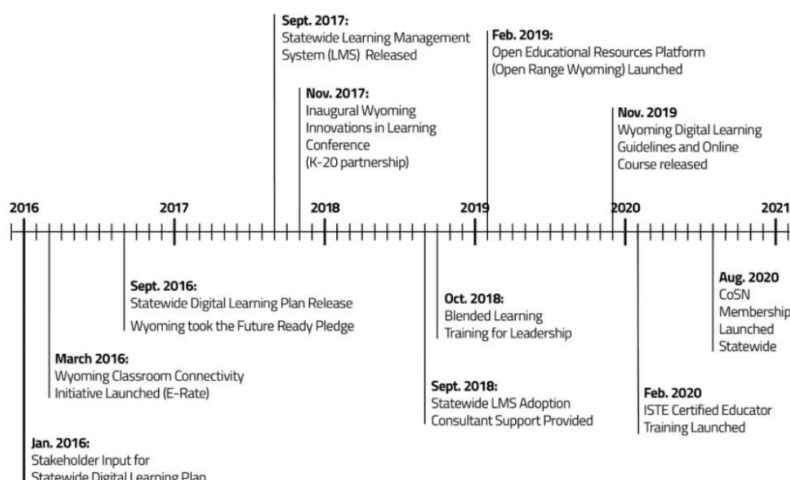 Sept. 2017:
Statewide Learning Management
System (LMS) Released
Feb. 2019:
Open Educational Resources Platform
(Open Range Wyoming) Launched
Nov. 2017:
Inaugural Wyoming
Innovations in Learning
Conference
(K-20 partnership)
Nov. 2019
Wyoming Digital Learning
Guidelines and Online
Course released
2016
2017
2018
2019
2020
2021
Sept. 2016:
Statewide Digital Learning Plan Release
Wyoming took the Future Ready Pledge
March 2016:
Wyoming Classroom Connectivity
Initiative Launched (E-Rate)
Jan. 2016:
Stakeholder Input for
Statewide Digital Learning Plan
Oct. 2018:
Blended Learning
Training for Leadership
Sept. 2018:
Statewide LMS Adoption
Consultant Support Provided
Aug. 2020
CoSN
Membership
Launched
Statewide
Feb. 2020
ISTE Certified Educator
Training Launched